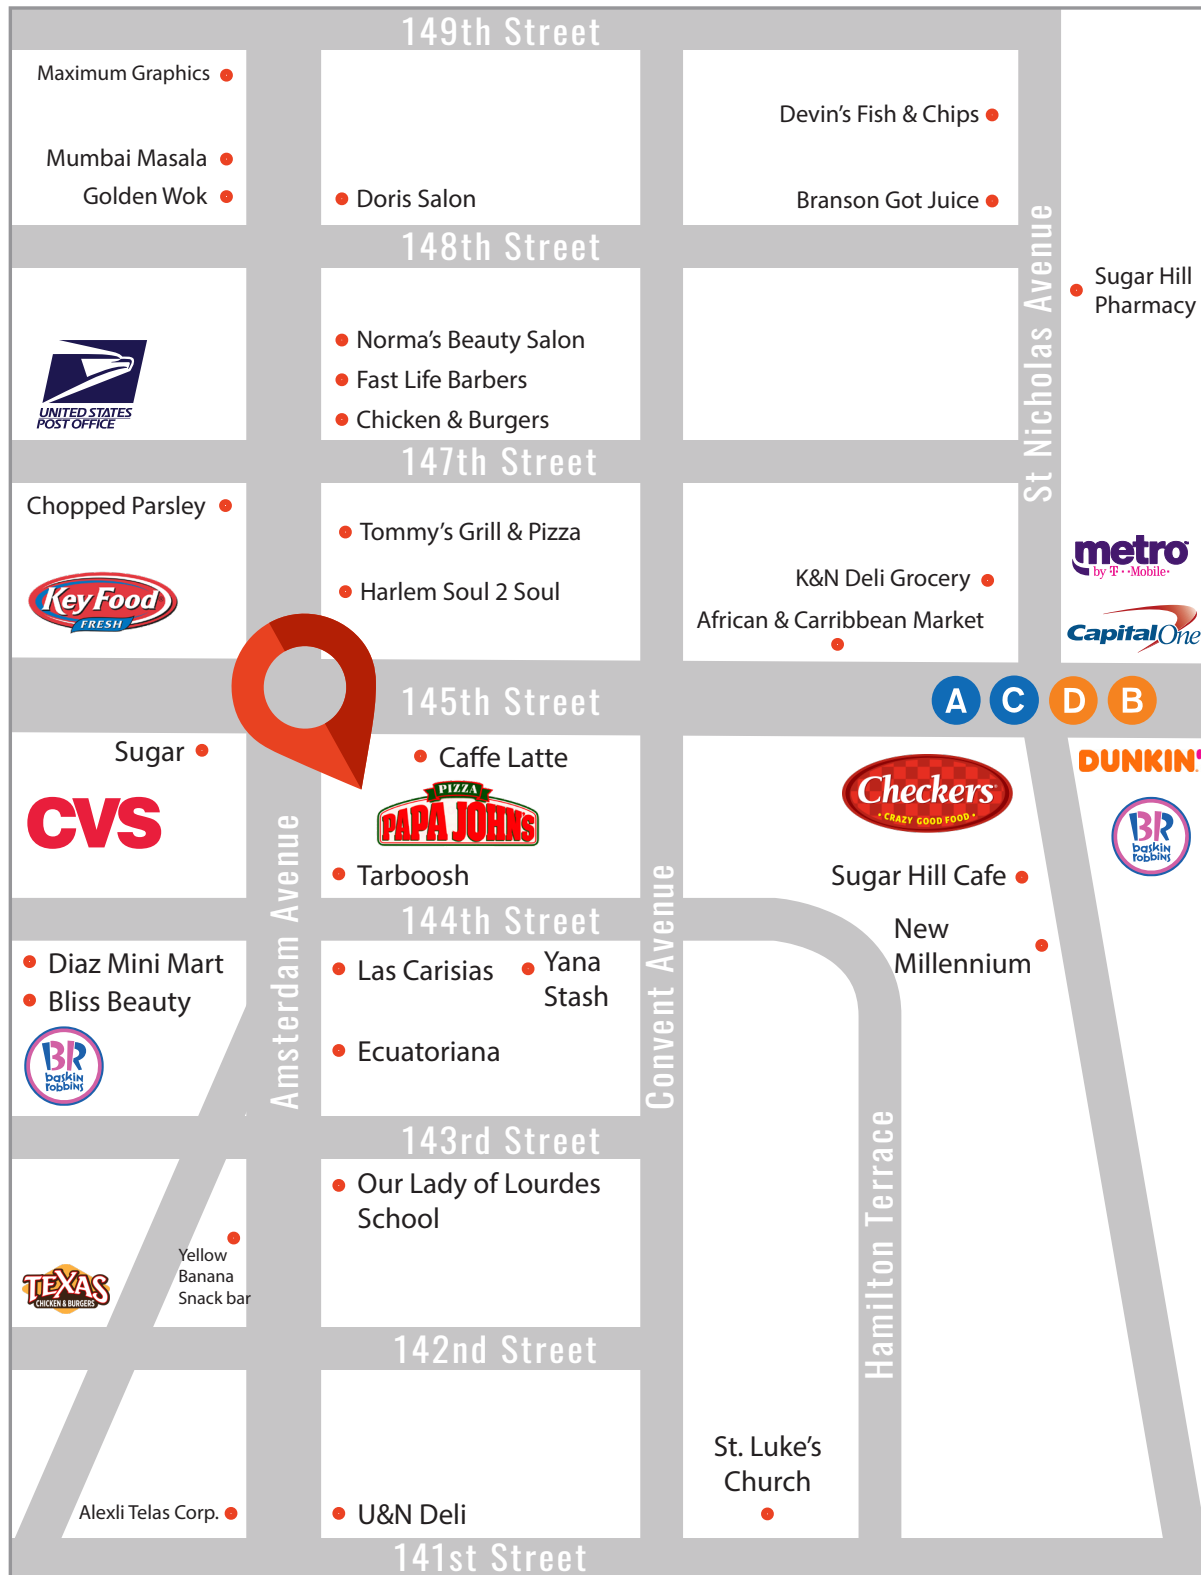 149th Street
Maximum Graphics
Devin's Fish & Chips
Mumbai Masala
Golden Wok
Doris Salon
Branson Got Juice
148th Street
St Nicholas Avenue
Sugar Hill
Pharmacy
UNITED STATES
POST OFFICE
Norma's Beauty Salon
Fast Life Barbers
Chicken & Burgers
147th Street
Chopped Parsley
Tommy's Grill & Pizza
metro
by T··Mobile·
Key Food
FRESH
Harlem Soul 2 Soul
K&N Deli Grocery
African & Carribbean Market
Capital One
145th Street
A C D B
Sugar
Caffe Latte
DUNKIN'
CVS
PIZZA
PAPA JOHNS
Checkers
• CRAZY GOOD FOOD •
BR
baskin
robbins
Tarboosh
Sugar Hill Cafe
Amsterdam Avenue
Convent Avenue
144th Street
New
Millennium
Diaz Mini Mart
Bliss Beauty
Las Carisias
Yana
Stash
BR
baskin
robbins
Ecuatoriana
143rd Street
Hamilton Terrace
Our Lady of Lourdes
School
Yellow
Banana
Snack bar
TEXAS
CHICKEN & BURGERS
142nd Street
St. Luke's
Church
Alexli Telas Corp.
U&N Deli
141st Street